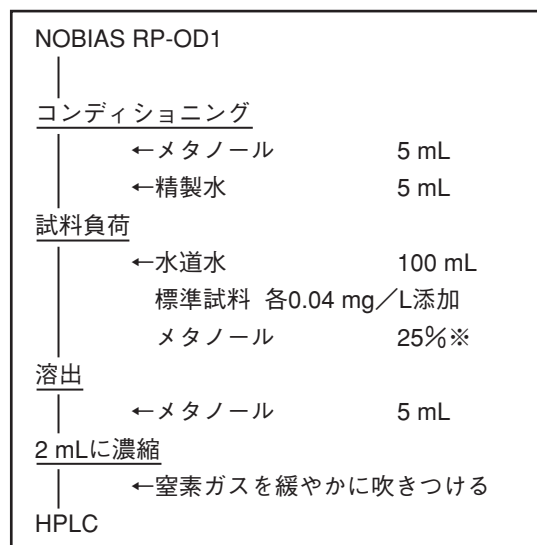 NOBIAS RP-OD1
コンディショニング
←メタノール 5 mL
←精製水 5 mL
試料負荷
←水道水 100 mL
標準試料 各0.04 mg／L添加
メタノール 25％※
溶出
←メタノール 5 mL
2 mLに濃縮
←窒素ガスを緩やかに吹きつける
HPLC